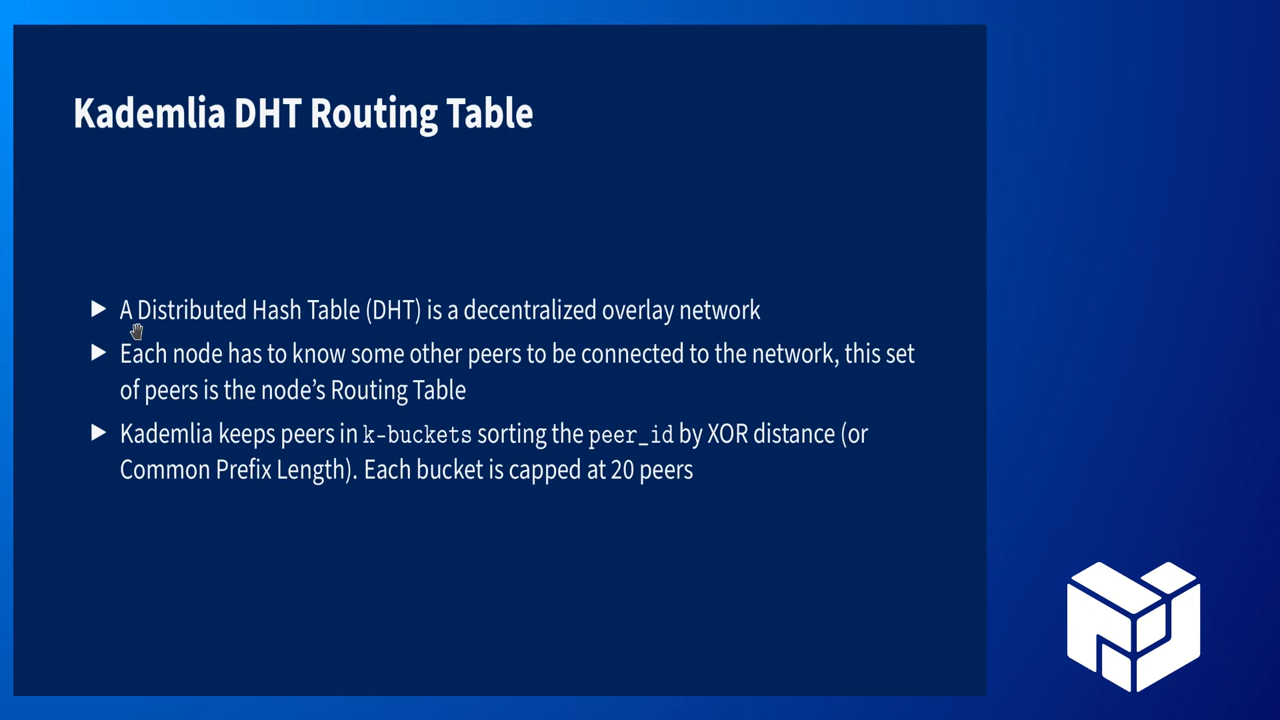 Kademlia DHT Routing Table
▶ A Distributed Hash Table (DHT) is a decentralized overlay network
▶ Each node has to know some other peers to be connected to the network, this set
of peers is the node’s Routing Table
▶ Kademlia keeps peers in k-buckets sorting the peer_id by XOR distance (or
Common Prefix Length). Each bucket is capped at 20 peers